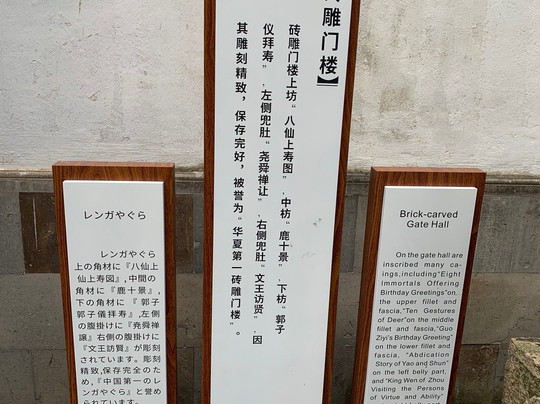 レンガやぐら
レンガやぐら
上の角材に『八仙上
仙上寿図』,中間の
角材に『鹿十景』,
下の角材に『郭子
郭子儀拝寿』,左側
の腹掛けに『尭舜禅
譲』右側の腹掛けに
『文王訪賢』が彫刻
されています。彫刻
精致,保存完全のた
め,『中国第一のレ
ンガやぐら』と誉め
られています。
雕门楼】
砖雕门楼上坊“八仙上寿图”,中枋“鹿十景”,下枋“郭子
仪拜寿”,左侧兜肚“尧舜禅让”,右侧兜肚“文王访贤”,因
其雕刻精致,保存完好,被誉为“华夏第一砖雕门楼”。
Brick-carved
Gate Hall
On the gate hall are
inscribed many ca-
ings,including"Eight
Immortals Offering
Birthday Greetings"on
the upper fillet and
fascia,"Ten Gestures
of Deer"on the middle
fillet and fascia,"Guo
Ziyi's Birthday Greeting"
on the lower fillet and
fascia, "Abdication
Story of Yao and Shun"
on the left belly part,
and "King Wen of Zhou
Visiting the Persons
of Virtue and Ability"